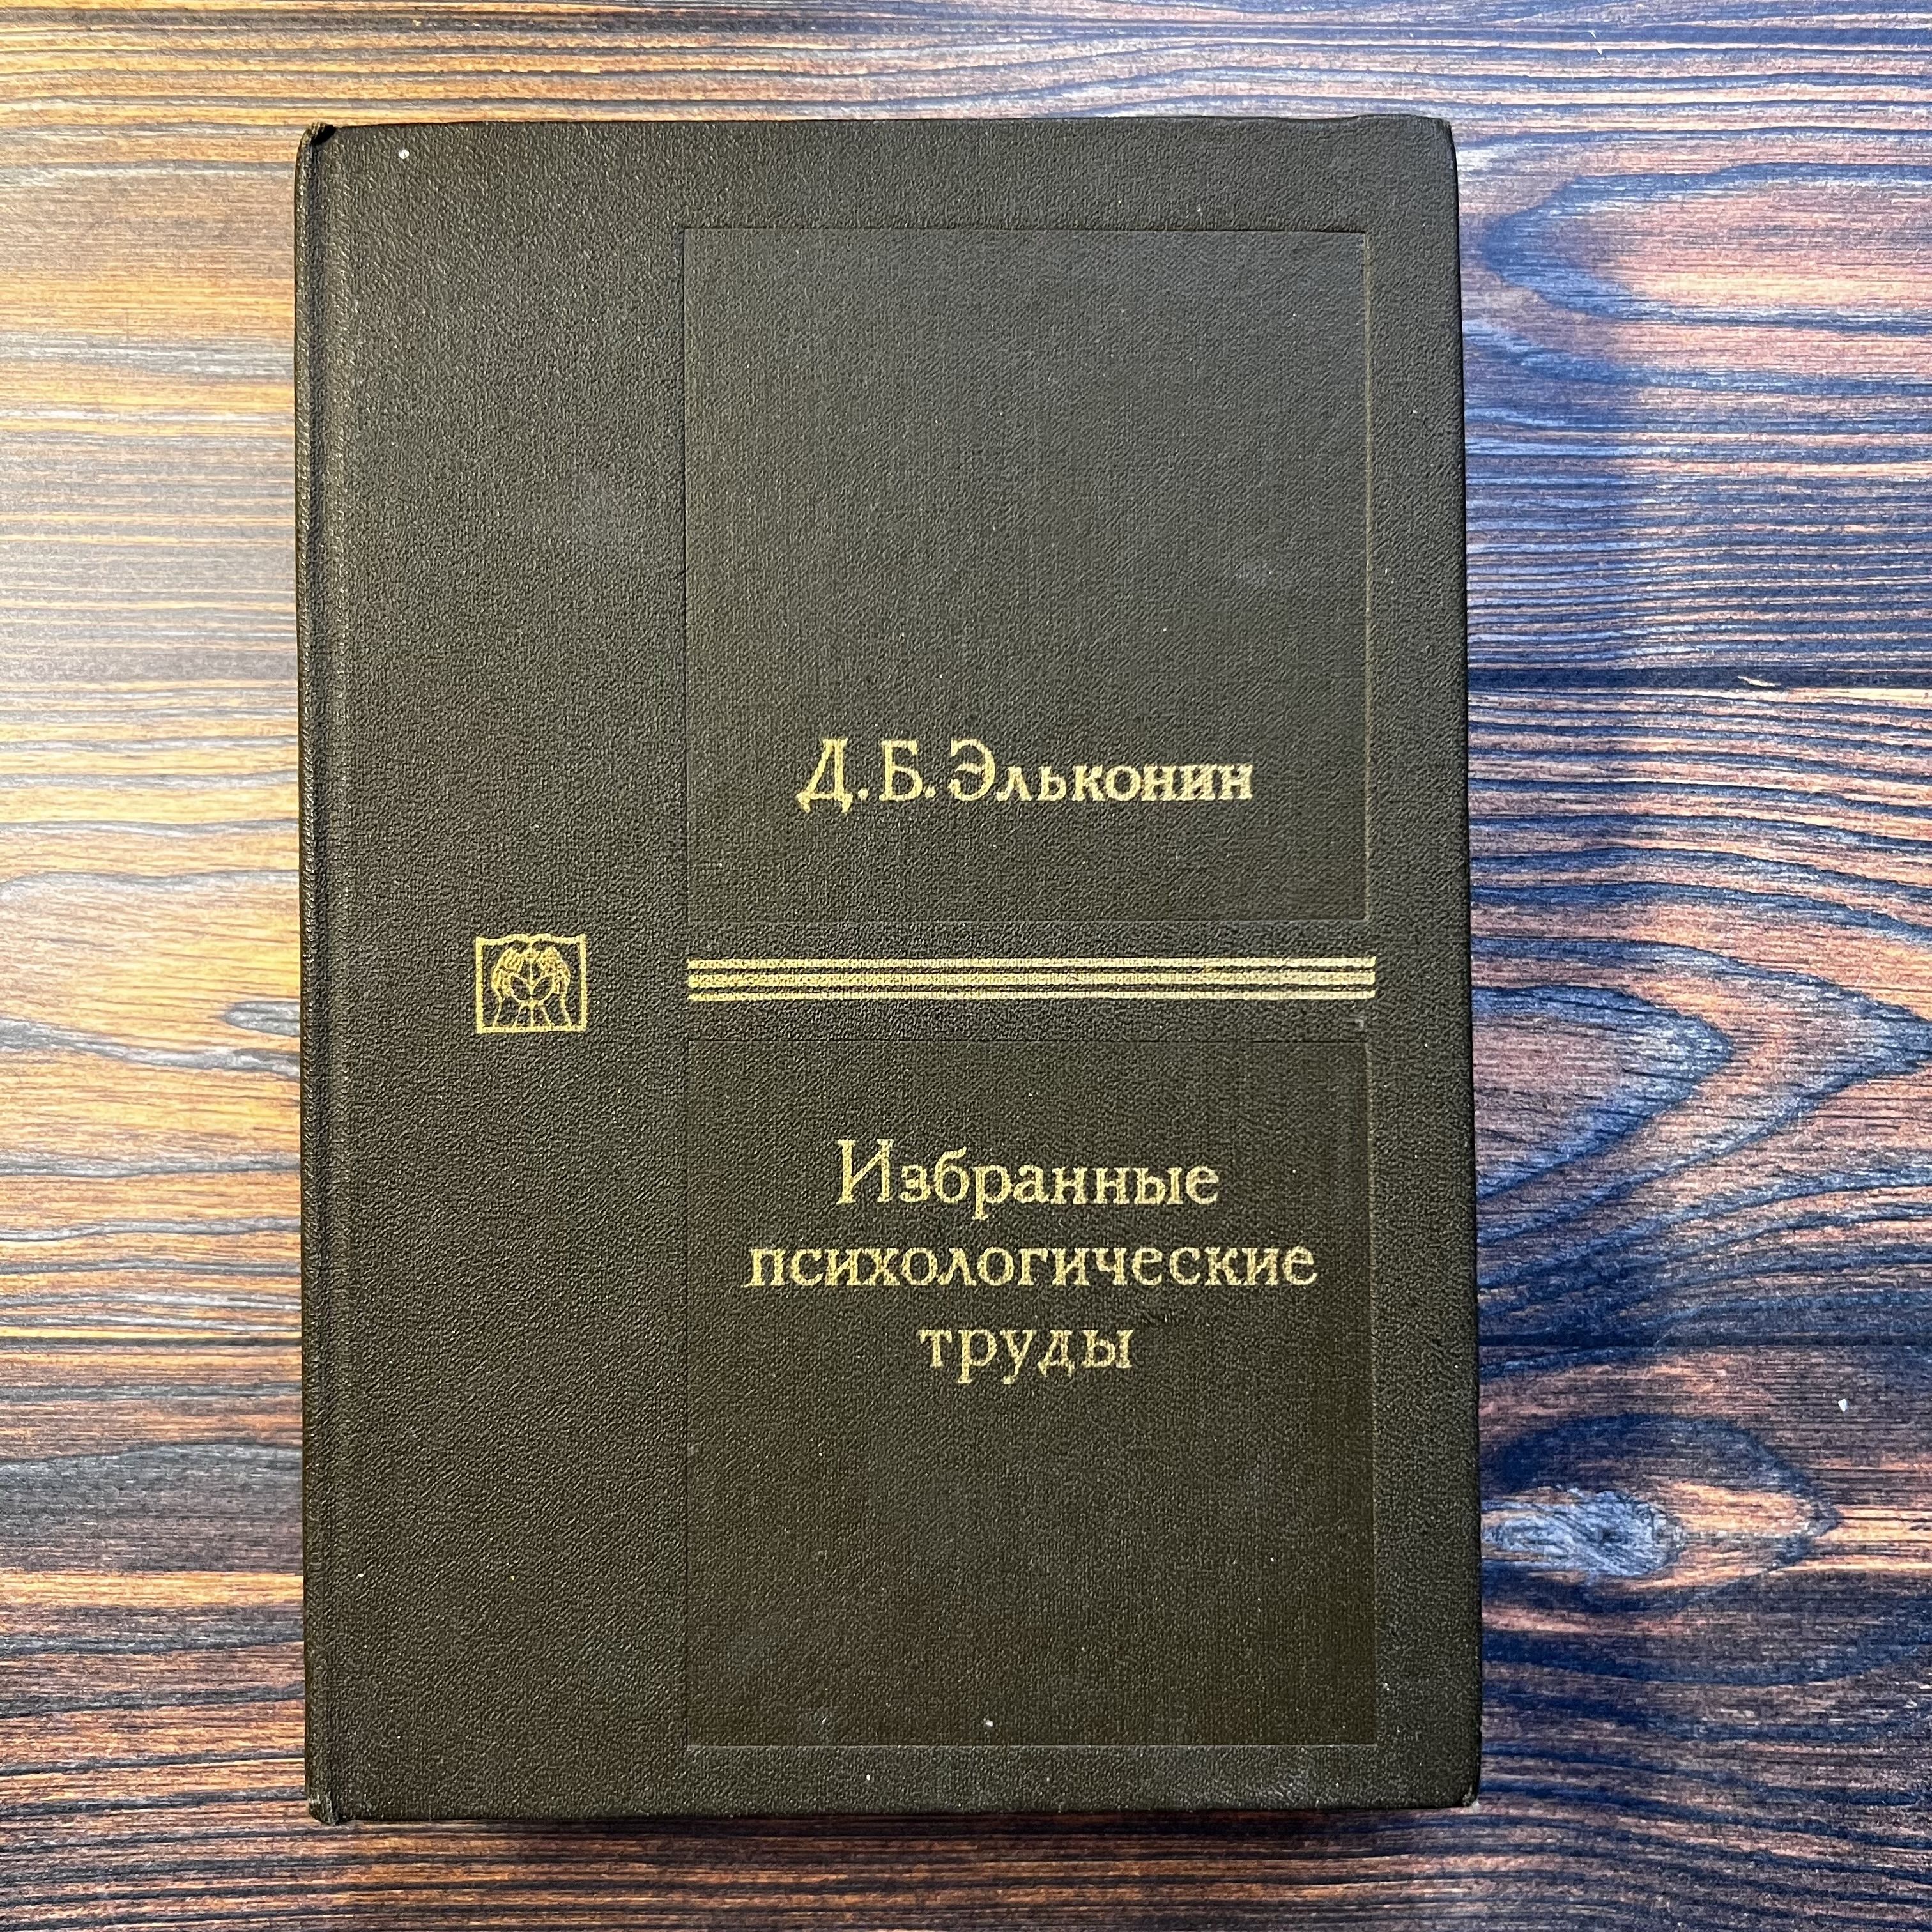 Д. Б. Эльконин
Избранные
психологические
труды